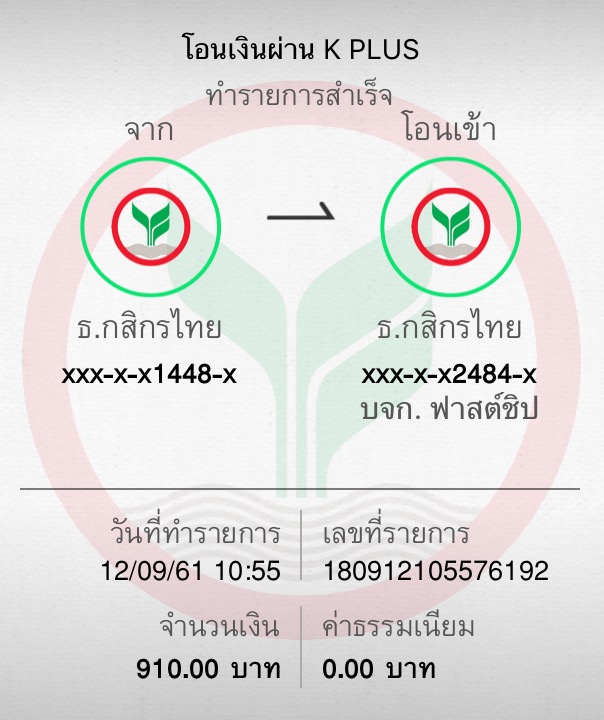 โอนเงินผ่าน K PLUS
ทำรายการสำเร็จ
จาก
โอนเข้า
ธ.กสิกรไทย
ธ.กสิกรไทย
xxx-x-x1448-x
xxx-x-x2484-x
บจก. ฟาสต์ชิป
วันที่ทำรายการ
เลขที่รายการ
12/09/61 10:55
180912105576192
จำนวนเงิน
ค่าธรรมเนียม
910.00 บาท
0.00 บาท